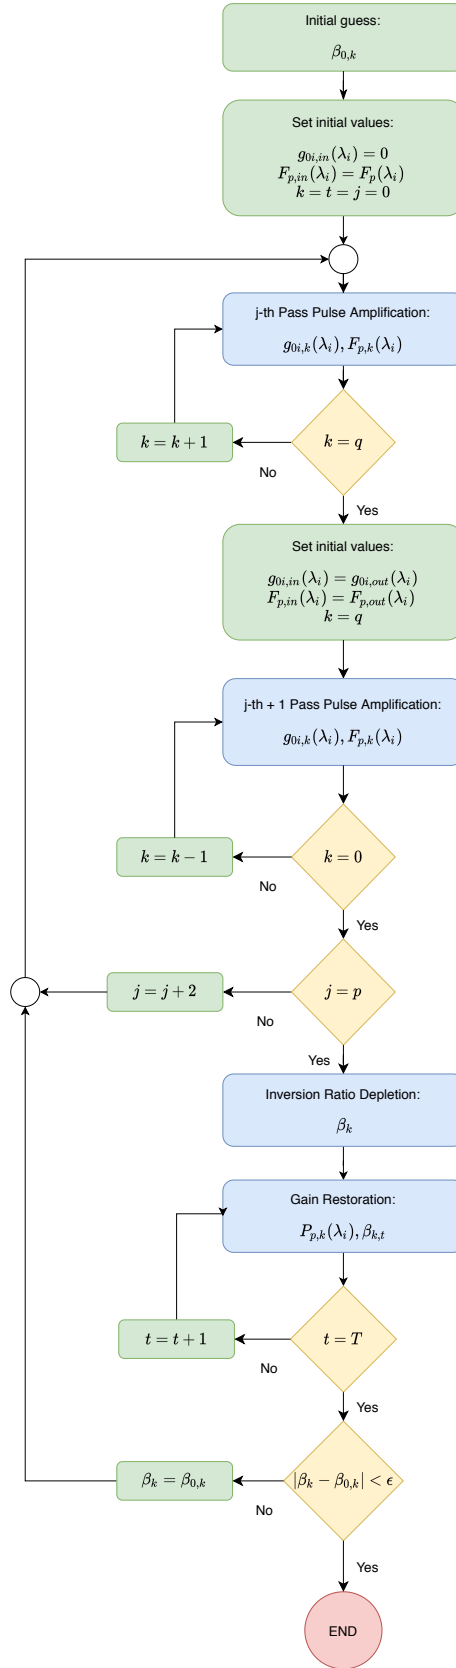 Initial guess:
β₀,ₖ
Set initial values:
g₀ᵢ,ᵢₙ(λᵢ) = 0
Fₚ,ᵢₙ(λᵢ) = Fₚ(λᵢ)
k = t = j = 0
j-th Pass Pulse Amplification:
g₀ᵢ,ₖ(λᵢ), Fₚ,ₖ(λᵢ)
k = k + 1
k = q
No
Yes
Set initial values:
g₀ᵢ,ᵢₙ(λᵢ) = g₀ᵢ,ₒᵤₜ(λᵢ)
Fₚ,ᵢₙ(λᵢ) = Fₚ,ₒᵤₜ(λᵢ)
k = q
j-th + 1 Pass Pulse Amplification:
g₀ᵢ,ₖ(λᵢ), Fₚ,ₖ(λᵢ)
k = k − 1
k = 0
No
Yes
j = j + 2
j = p
No
Yes
Inversion Ratio Depletion:
βₖ
Gain Restoration:
Pₚ,ₖ(λᵢ), βₖ,ₜ
t = t + 1
t = T
No
Yes
βₖ = β₀,ₖ
|βₖ − β₀,ₖ| < ϵ
No
Yes
END